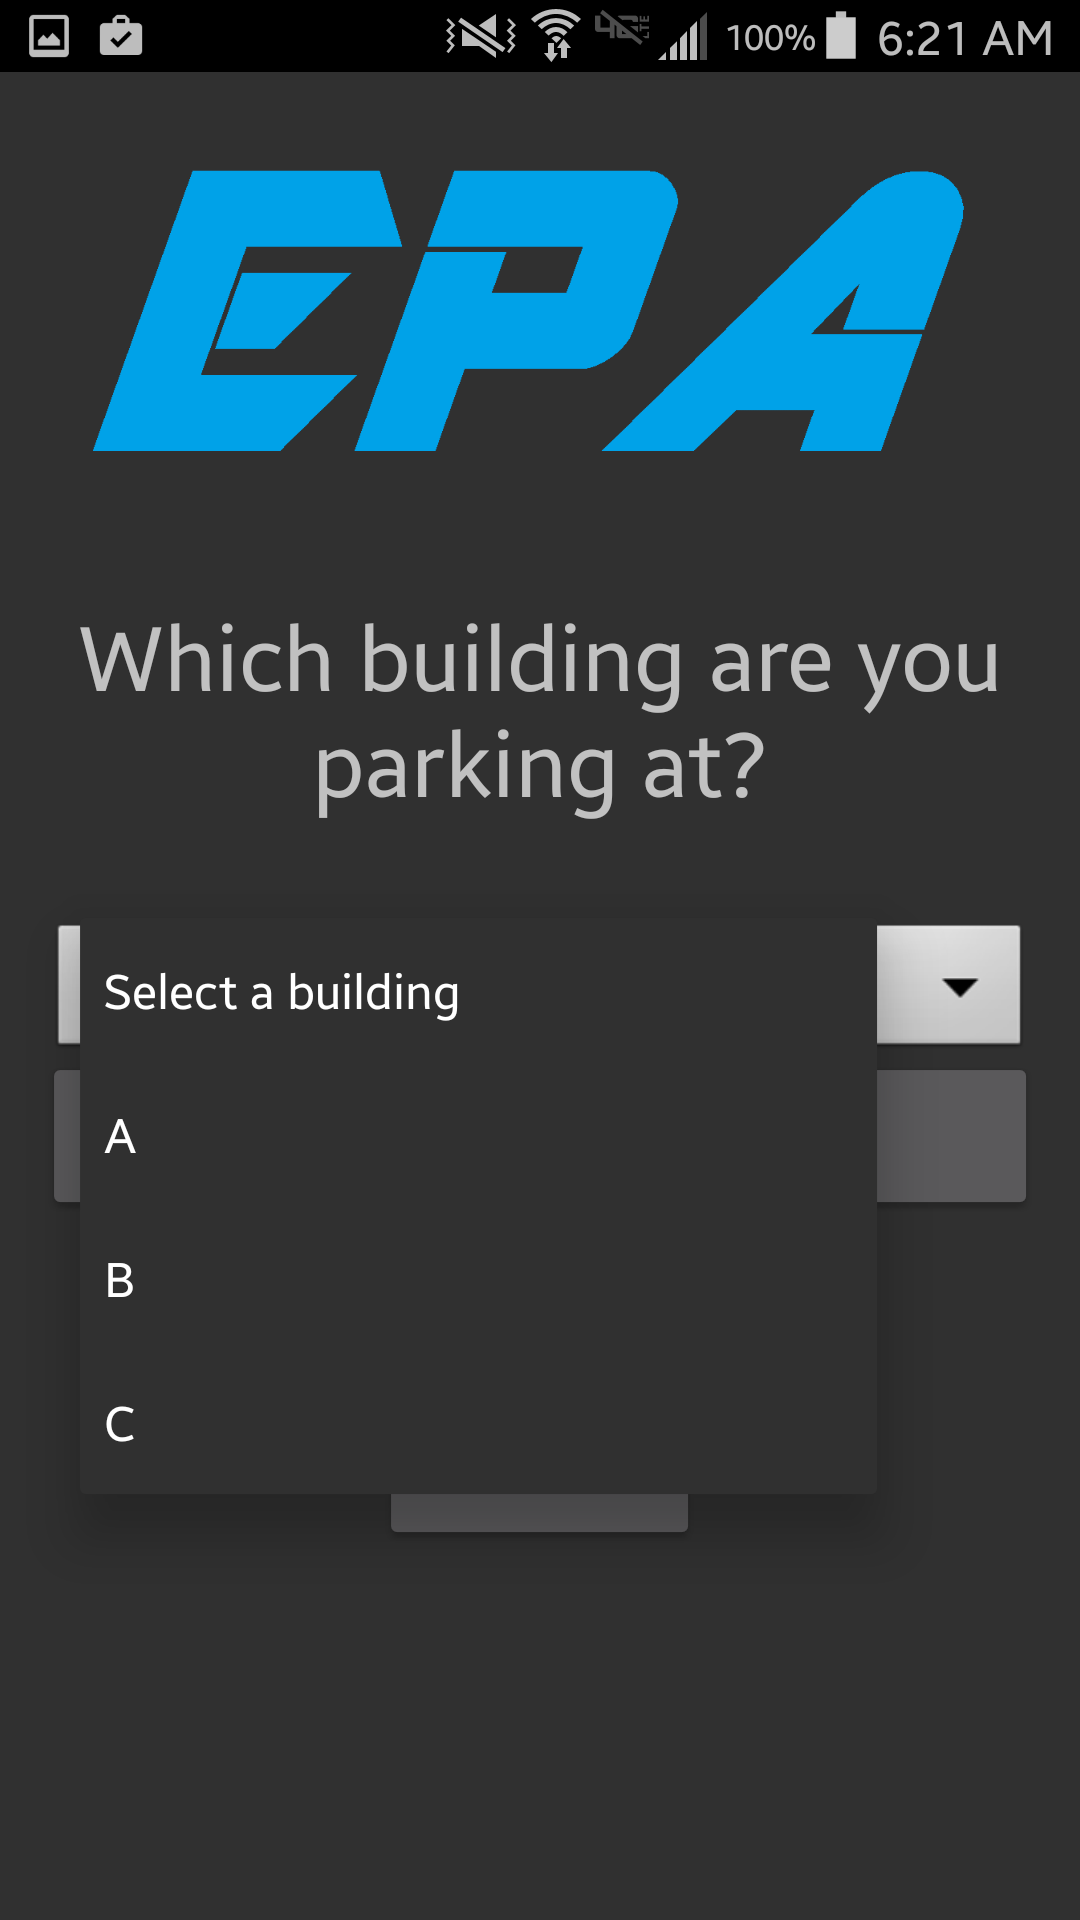 100% 6:21 AM
EPA
Which building are you
parking at?
Select a building
A
B
C